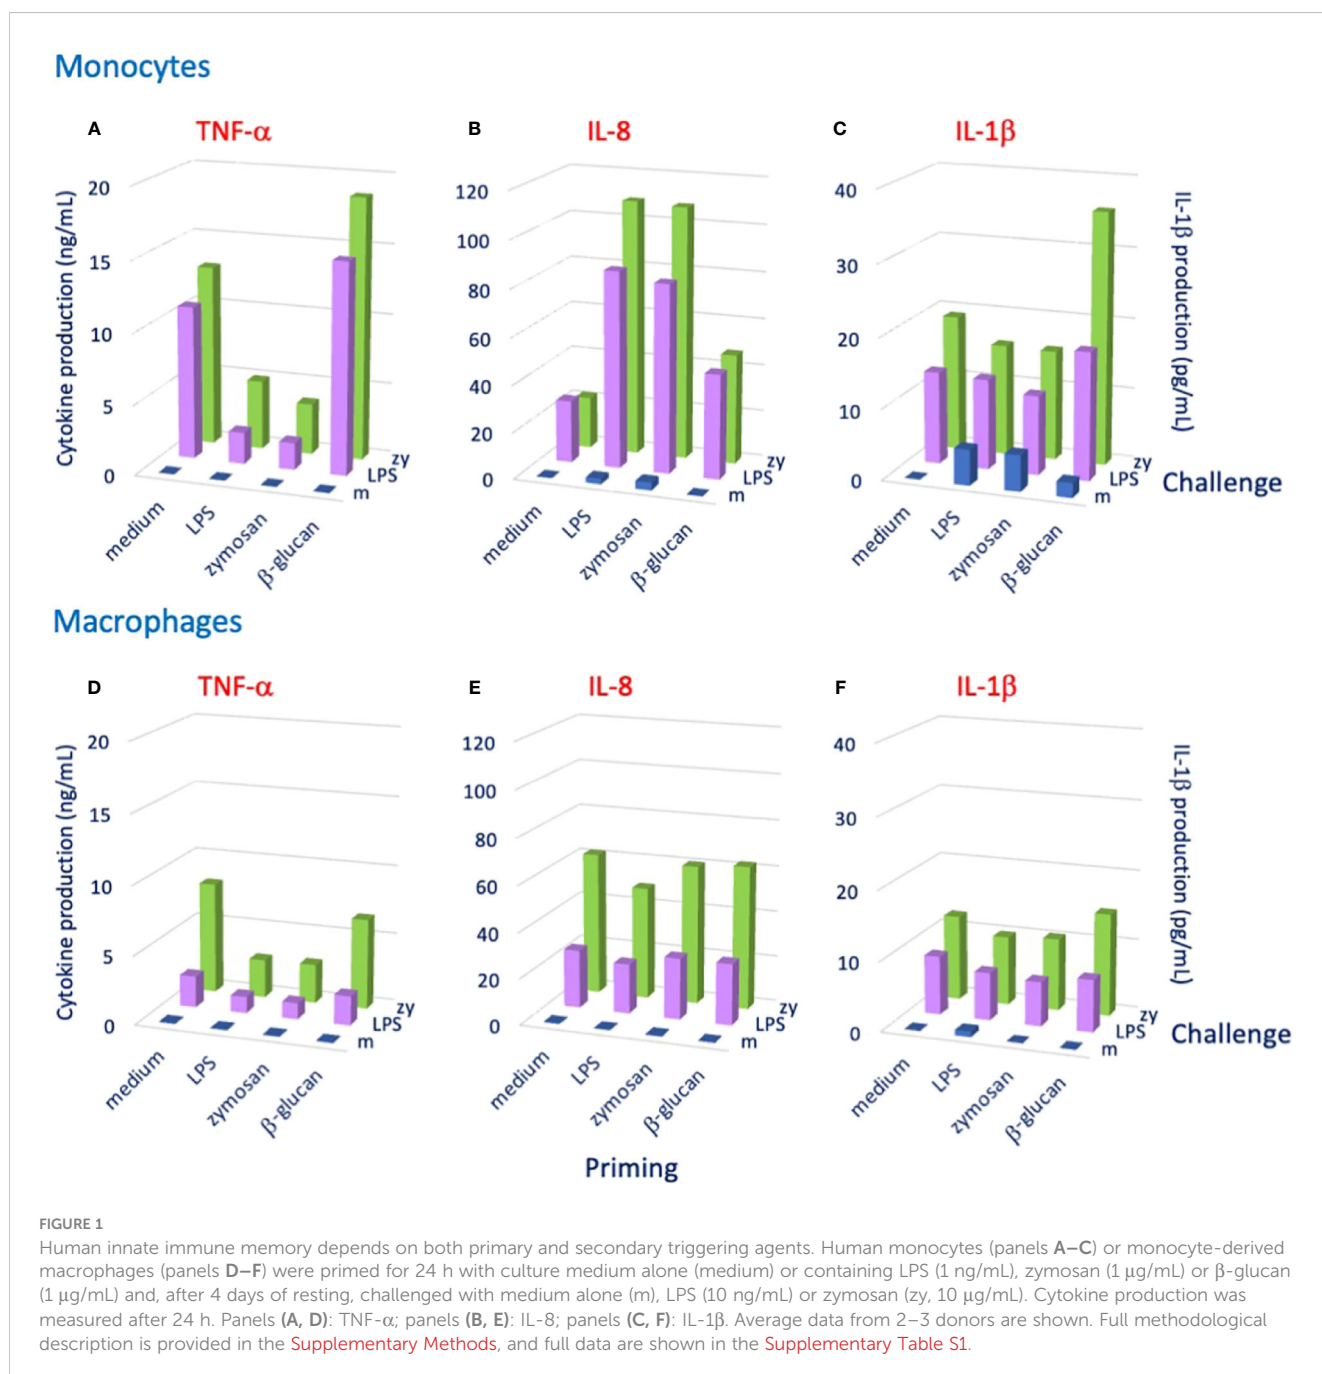 Monocytes
A TNF-α
B IL-8
C IL-1β
Cytokine production (ng/mL)
20
15
10
5
0
medium
LPS
zymosan
β-glucan
zy
LPS
m
120
100
80
60
40
20
0
medium
LPS
zymosan
β-glucan
zy
LPS
m
40
30
20
10
0
medium
LPS
zymosan
β-glucan
zy
LPS
m
IL-1β production (pg/mL)
Challenge
Macrophages
D TNF-α
E IL-8
F IL-1β
Cytokine production (ng/mL)
20
15
10
5
0
medium
LPS
zymosan
β-glucan
zy
LPS
m
120
100
80
60
40
20
0
medium
LPS
zymosan
β-glucan
zy
LPS
m
40
30
20
10
0
medium
LPS
zymosan
β-glucan
zy
LPS
m
IL-1β production (pg/mL)
Challenge
Priming
FIGURE 1
Human innate immune memory depends on both primary and secondary triggering agents. Human monocytes (panels A–C) or monocyte-derived
macrophages (panels D–F) were primed for 24 h with culture medium alone (medium) or containing LPS (1 ng/mL), zymosan (1 μg/mL) or β-glucan
(1 μg/mL) and, after 4 days of resting, challenged with medium alone (m), LPS (10 ng/mL) or zymosan (zy, 10 μg/mL). Cytokine production was
measured after 24 h. Panels (A, D): TNF-α; panels (B, E): IL-8; panels (C, F): IL-1β. Average data from 2–3 donors are shown. Full methodological
description is provided in the Supplementary Methods, and full data are shown in the Supplementary Table S1.